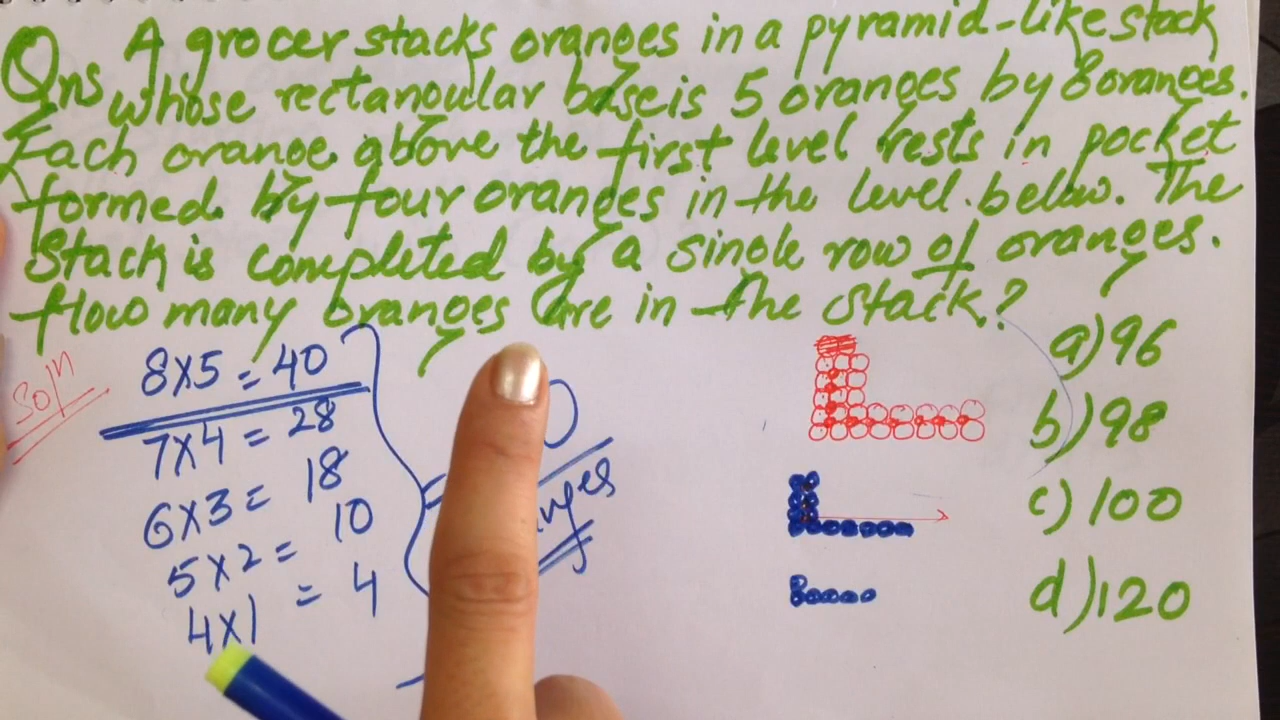 Qns A grocer stacks oranges in a pyramid-like stack
whose rectangular base is 5 oranges by 8 oranges.
Each orange above the first level rests in pocket
formed by four oranges in the level below. The
Stack is completed by a single row of oranges.
How many oranges are in the stack?
Soln
8x5 = 40
7x4 = 28
6x3 = 18
5x2 = 10
4x1 = 4
=
a) 96
b) 98
c) 100
d) 120